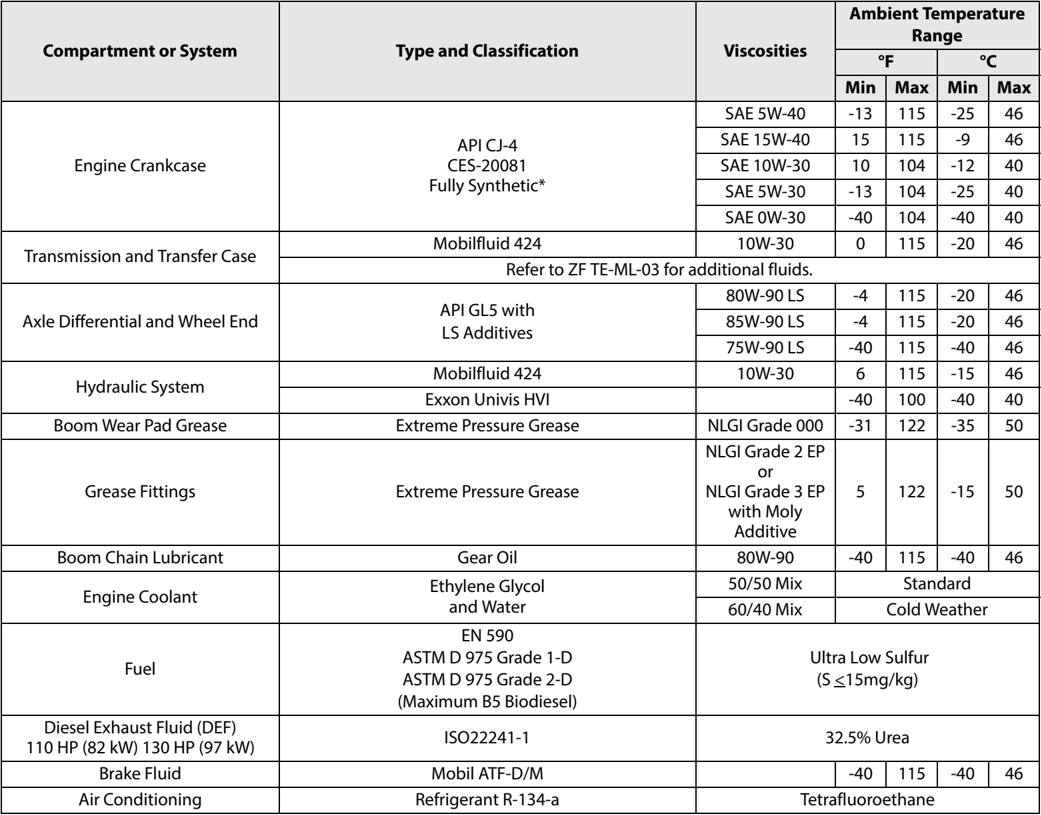 Compartment or System Type and Classification Viscosities Ambient Temperature
Range
°F °C
Min Max Min Max
Engine Crankcase
API CJ-4
CES-20081
Fully Synthetic*
SAE 5W-40 -13 115 -25 46
SAE 15W-40 15 115 -9 46
SAE 10W-30 10 104 -12 40
SAE 5W-30 -13 104 -25 40
SAE 0W-30 -40 104 -40 40
Transmission and Transfer Case
Mobilfluid 424 10W-30 0 115 -20 46
Refer to ZF TE-ML-03 for additional fluids.
Axle Differential and Wheel End
API GL5 with
LS Additives
80W-90 LS -4 115 -20 46
85W-90 LS -4 115 -20 46
75W-90 LS -40 115 -40 46
Hydraulic System
Mobilfluid 424 10W-30 6 115 -15 46
Exxon Univis HVI -40 100 -40 40
Boom Wear Pad Grease Extreme Pressure Grease NLGI Grade 000 -31 122 -35 50
Grease Fittings Extreme Pressure Grease
NLGI Grade 2 EP
or
NLGI Grade 3 EP
with Moly
Additive
5 122 -15 50
Boom Chain Lubricant Gear Oil 80W-90 -40 115 -40 46
Engine Coolant
Ethylene Glycol
and Water
50/50 Mix Standard
60/40 Mix Cold Weather
Fuel
EN 590
ASTM D 975 Grade 1-D
ASTM D 975 Grade 2-D
(Maximum B5 Biodiesel)
Ultra Low Sulfur
(S ≤15mg/kg)
Diesel Exhaust Fluid (DEF)
110 HP (82 kW) 130 HP (97 kW)
ISO22241-1 32.5% Urea
Brake Fluid Mobil ATF-D/M -40 115 -40 46
Air Conditioning Refrigerant R-134-a Tetrafluoroethane